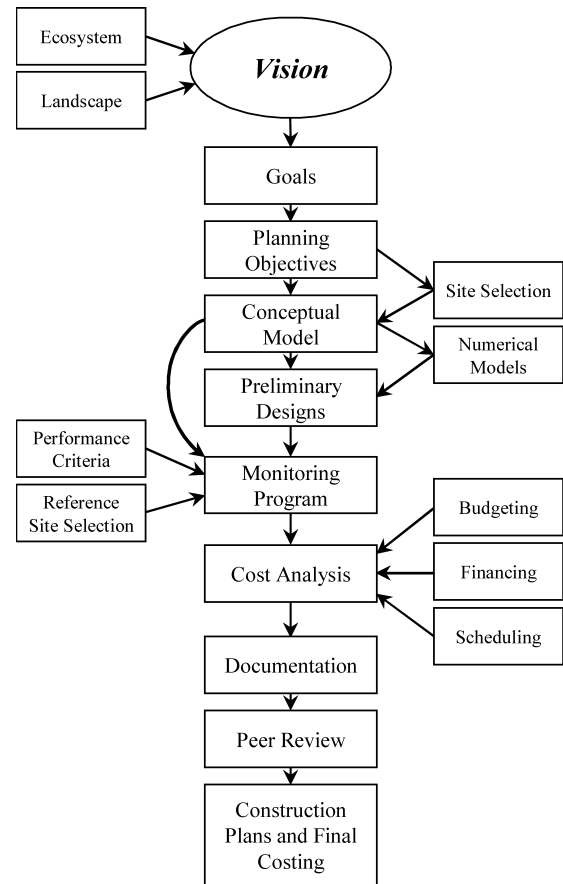 Ecosystem
Vision
Landscape
Goals
Planning
Objectives
Site Selection
Conceptual
Model
Numerical
Models
Preliminary
Designs
Performance
Criteria
Monitoring
Program
Reference
Site Selection
Budgeting
Cost Analysis
Financing
Scheduling
Documentation
Peer Review
Construction
Plans and Final
Costing